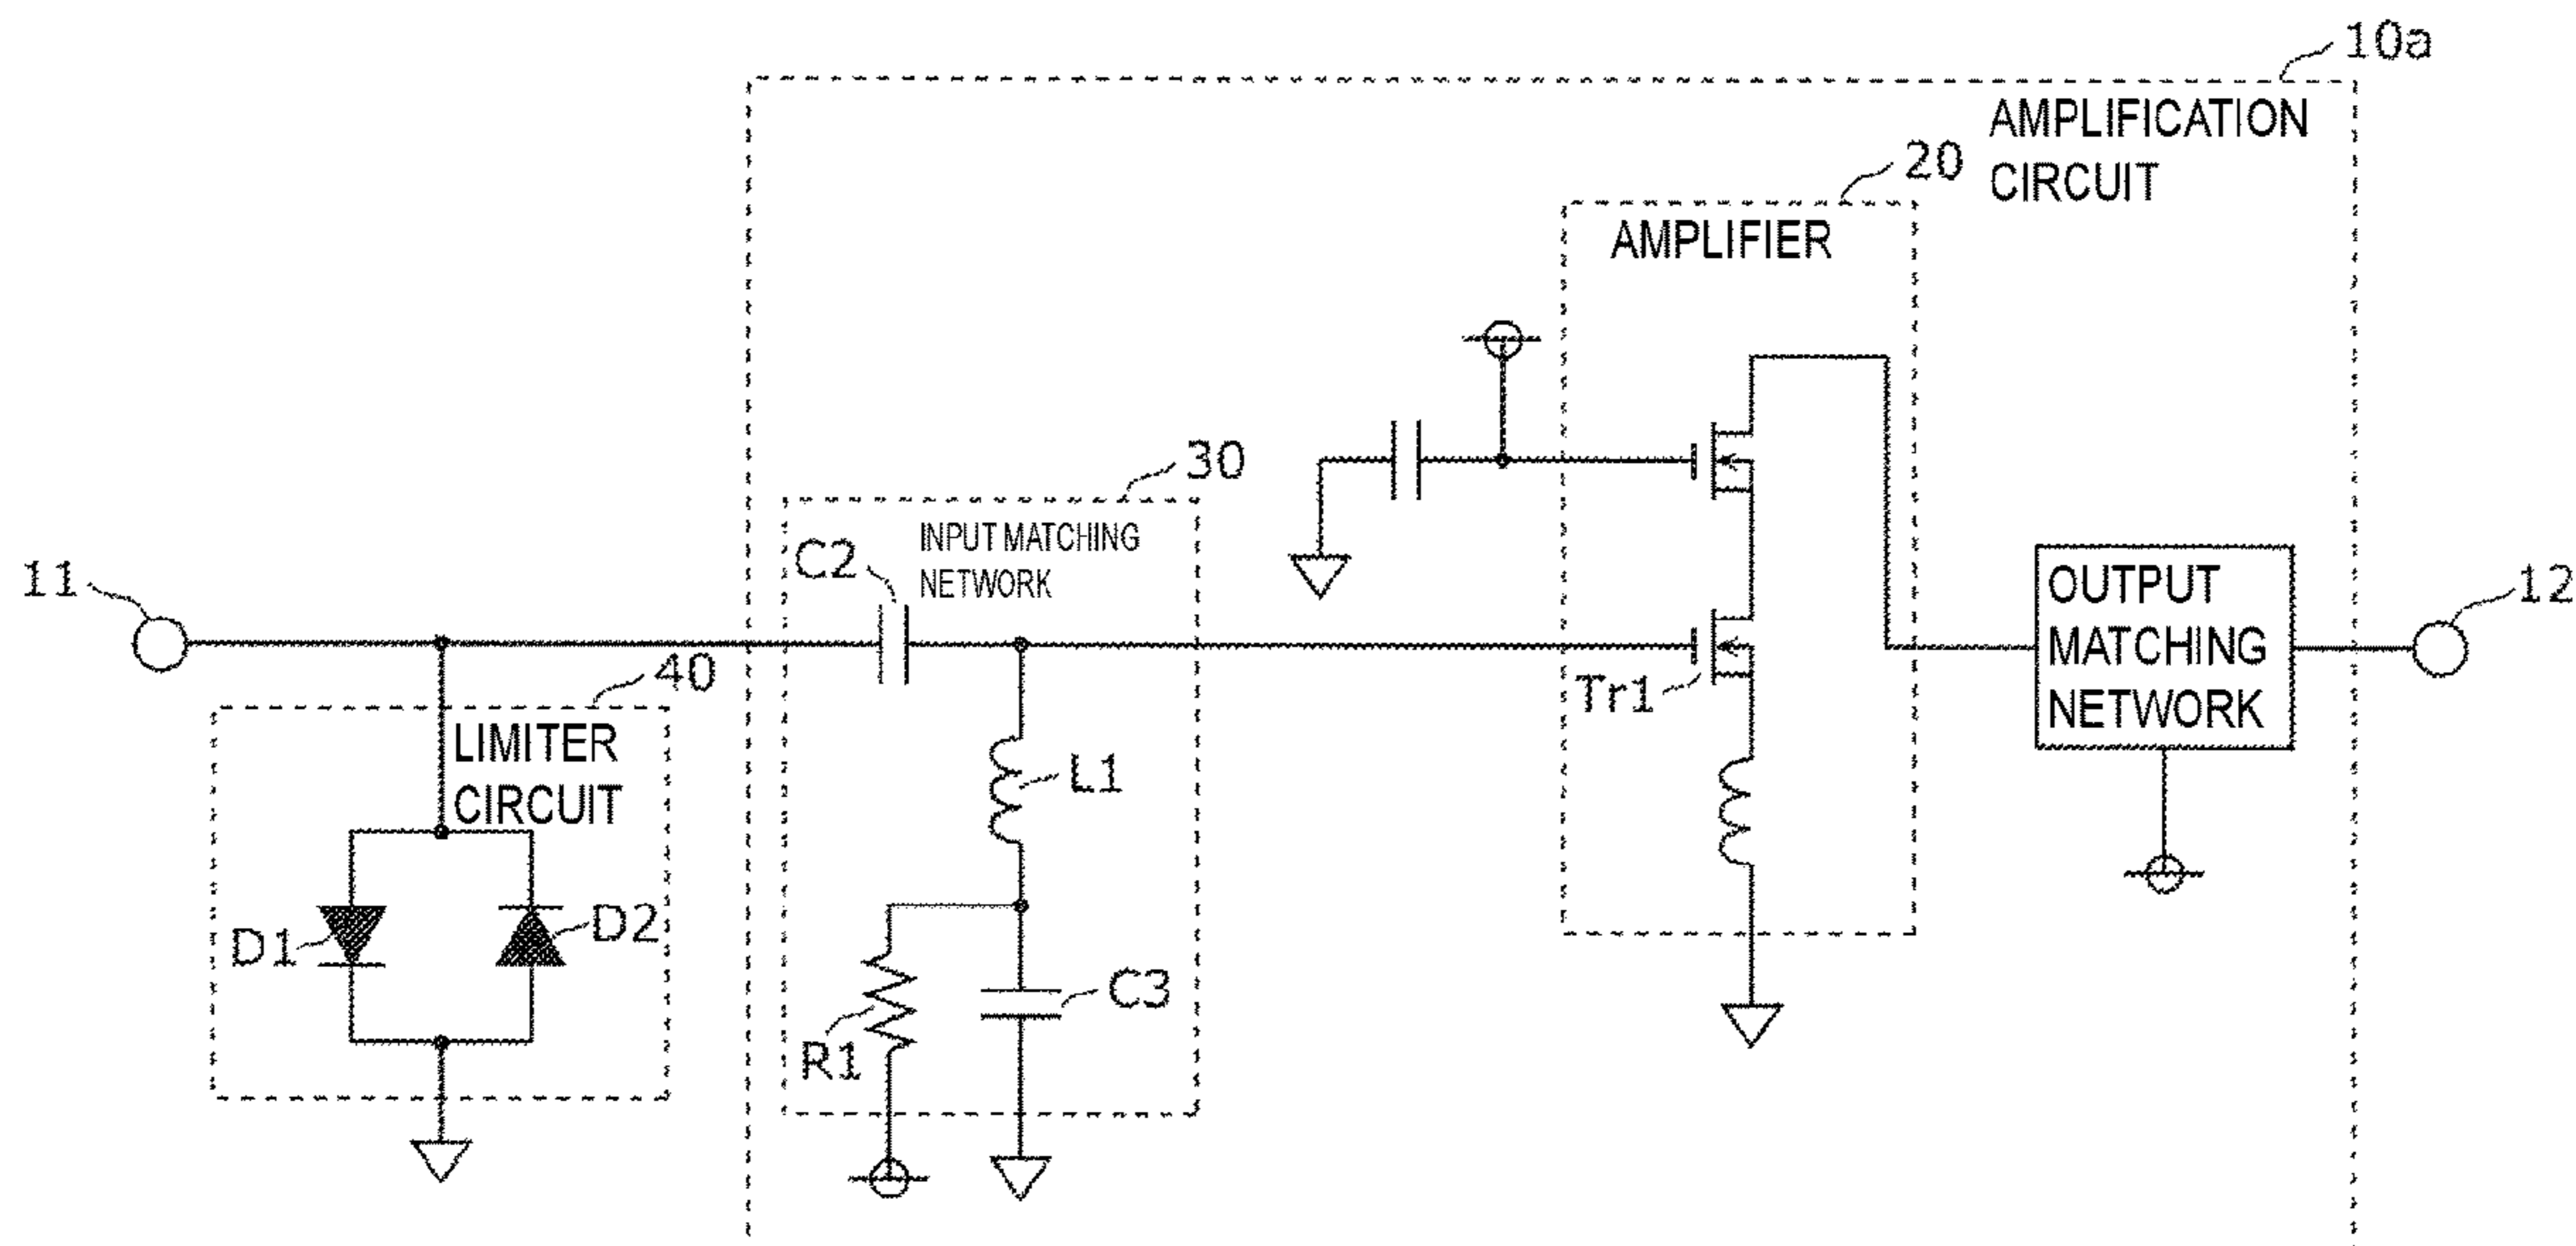 10a
AMPLIFICATION
CIRCUIT
20
AMPLIFIER
30
INPUT MATCHING
NETWORK
C2
11
40
LIMITER
CIRCUIT
D1
D2
L1
R1
C3
Tr1
OUTPUT
MATCHING
NETWORK
12